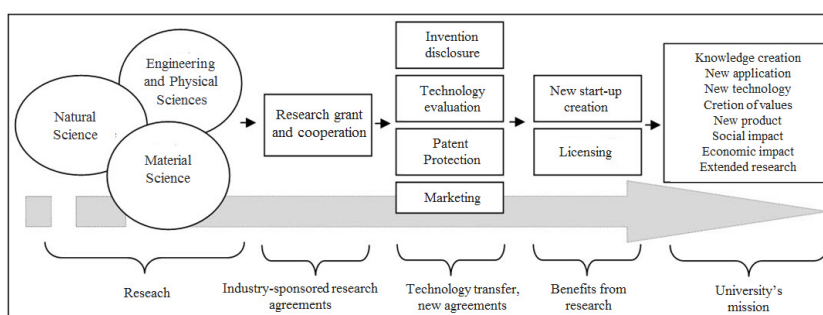 Engineering
and Physical
Sciences
Natural
Science
Material
Science
Research grant
and cooperation
Invention
disclosure
Technology
evaluation
Patent
Protection
Marketing
New start-up
creation
Licensing
Knowledge creation
New application
New technology
Cretion of values
New product
Social impact
Economic impact
Extended research
Reseach
Industry-sponsored research
agreements
Technology transfer,
new agreements
Benefits from
research
University's
mission